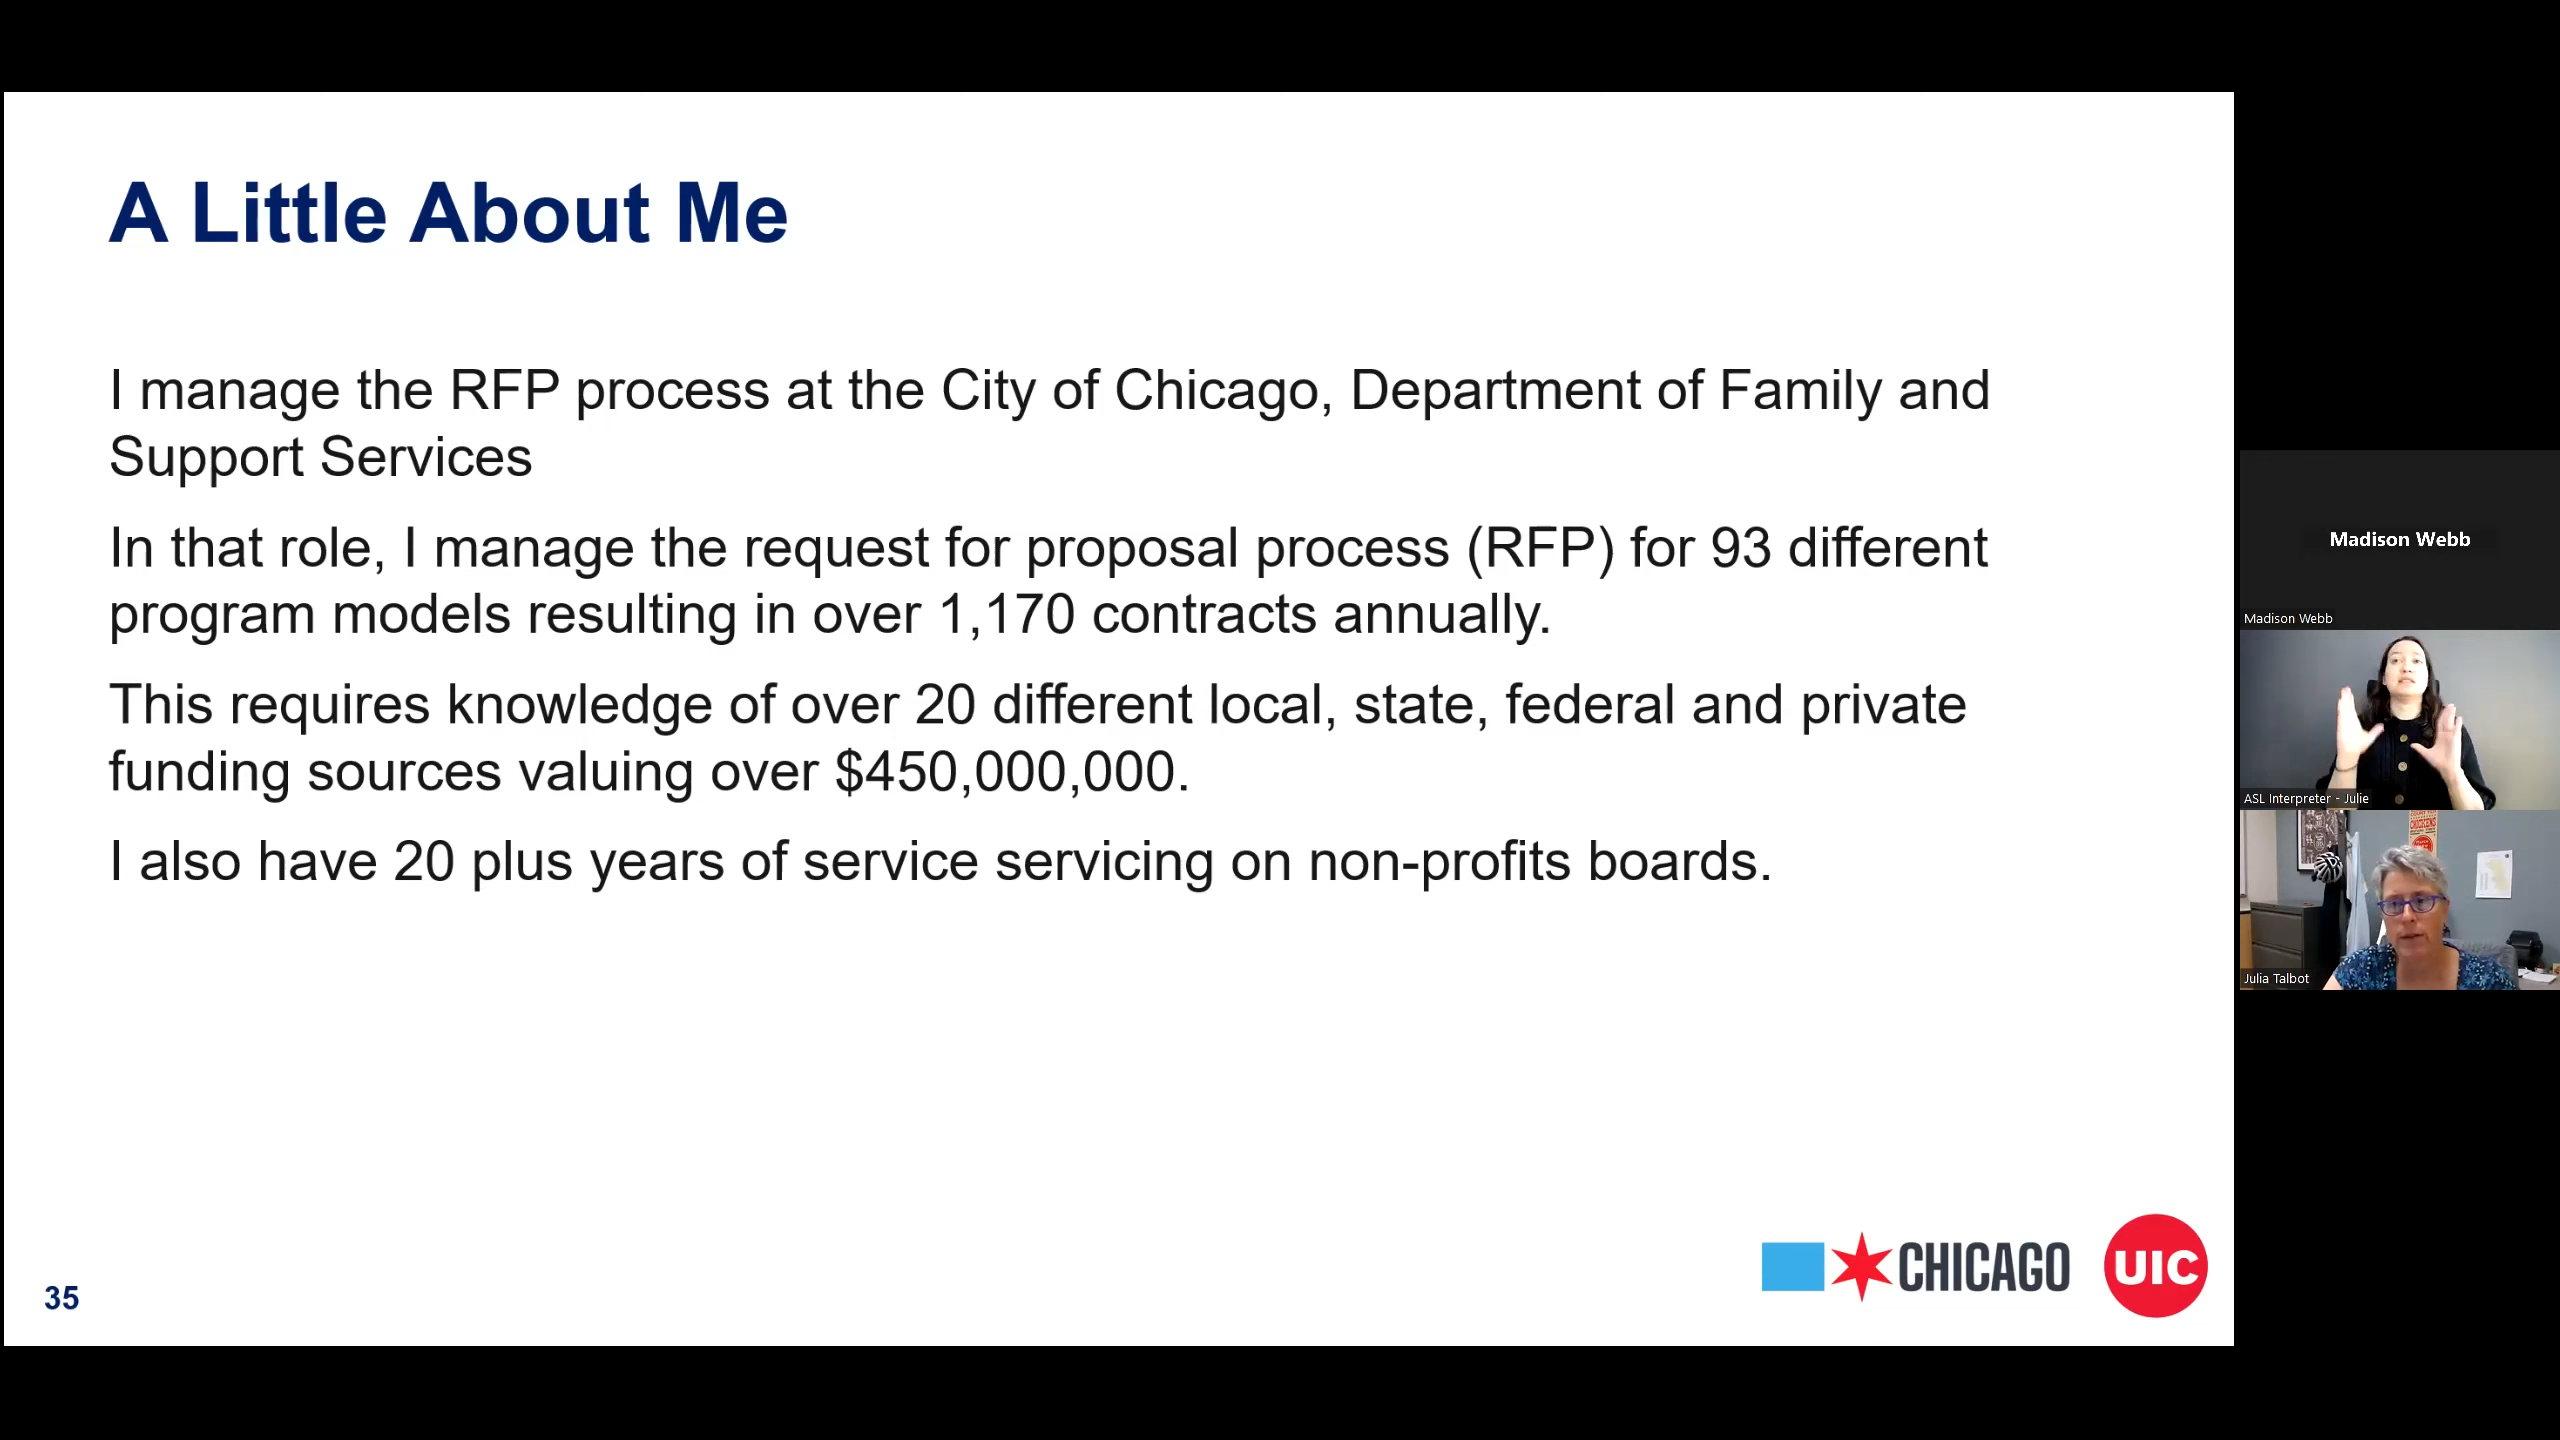 A Little About Me
I manage the RFP process at the City of Chicago, Department of Family and
Support Services
In that role, I manage the request for proposal process (RFP) for 93 different
program models resulting in over 1,170 contracts annually.
This requires knowledge of over 20 different local, state, federal and private
funding sources valuing over $450,000,000.
I also have 20 plus years of service servicing on non-profits boards.
35
CHICAGO
UIC
Madison Webb
Madison Webb
ASL Interpreter - Julie
Julia Talbot